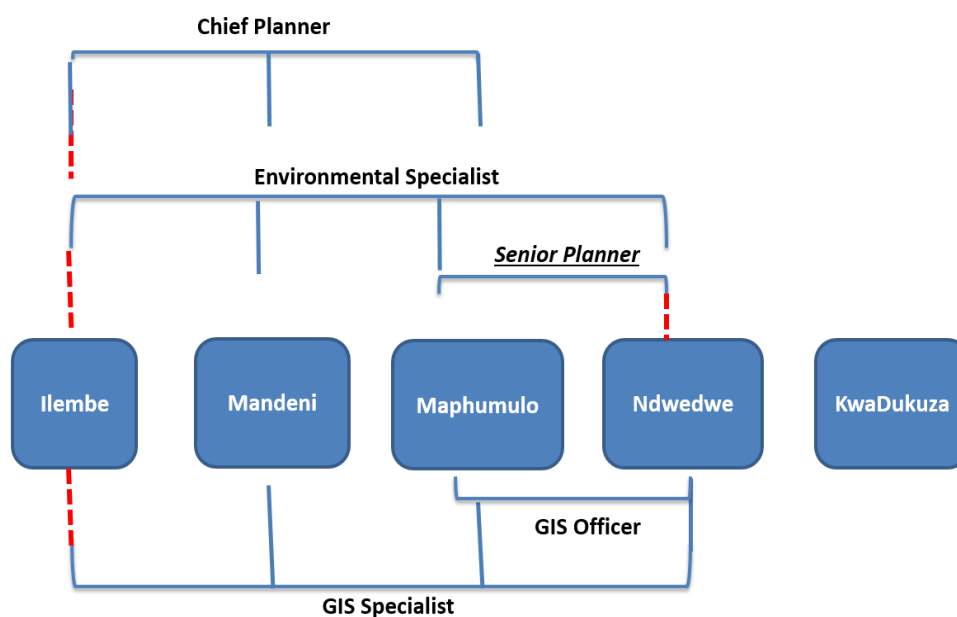 Chief Planner
Environmental Specialist
Senior Planner
Ilembe
Mandeni
Maphumulo
Ndwedwe
KwaDukuza
GIS Officer
GIS Specialist